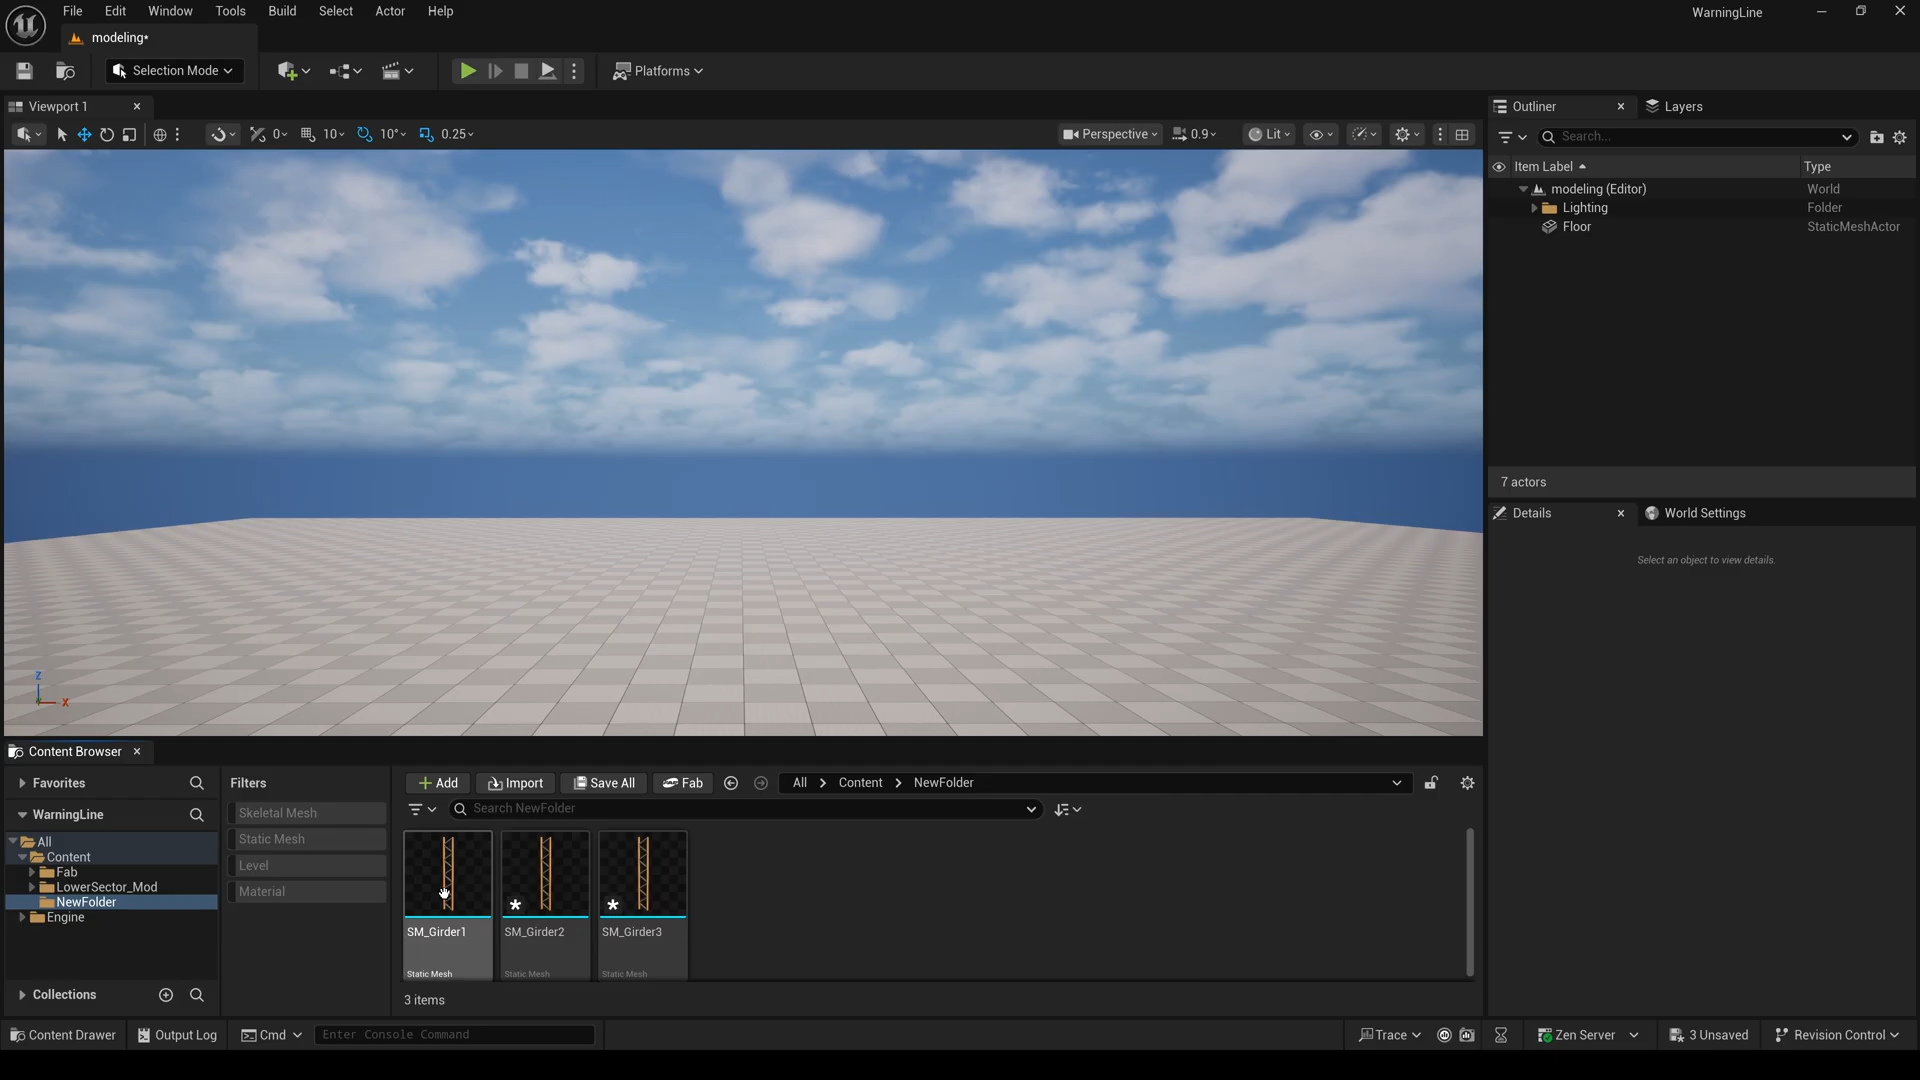 File Edit Window Tools Build Select Actor Help
WarningLine
modeling*
Selection Mode
Platforms
Viewport 1
0 10 10° 0.25
Perspective 0.9 Lit
Outliner Layers
Search...
Item Label Type
modeling (Editor) World
Lighting Folder
Floor StaticMeshActor
7 actors
Details World Settings
Select an object to view details.
Z
X
Content Browser
Favorites
WarningLine
All
Content
Fab
LowerSector_Mod
NewFolder
Engine
Collections
Filters
Skeletal Mesh
Static Mesh
Level
Material
Add Import Save All Fab All > Content > NewFolder
Search NewFolder
SM_Girder1 SM_Girder2 SM_Girder3
Static Mesh Static Mesh Static Mesh
3 items
Content Drawer Output Log Cmd Enter Console Command Trace Zen Server 3 Unsaved Revision Control